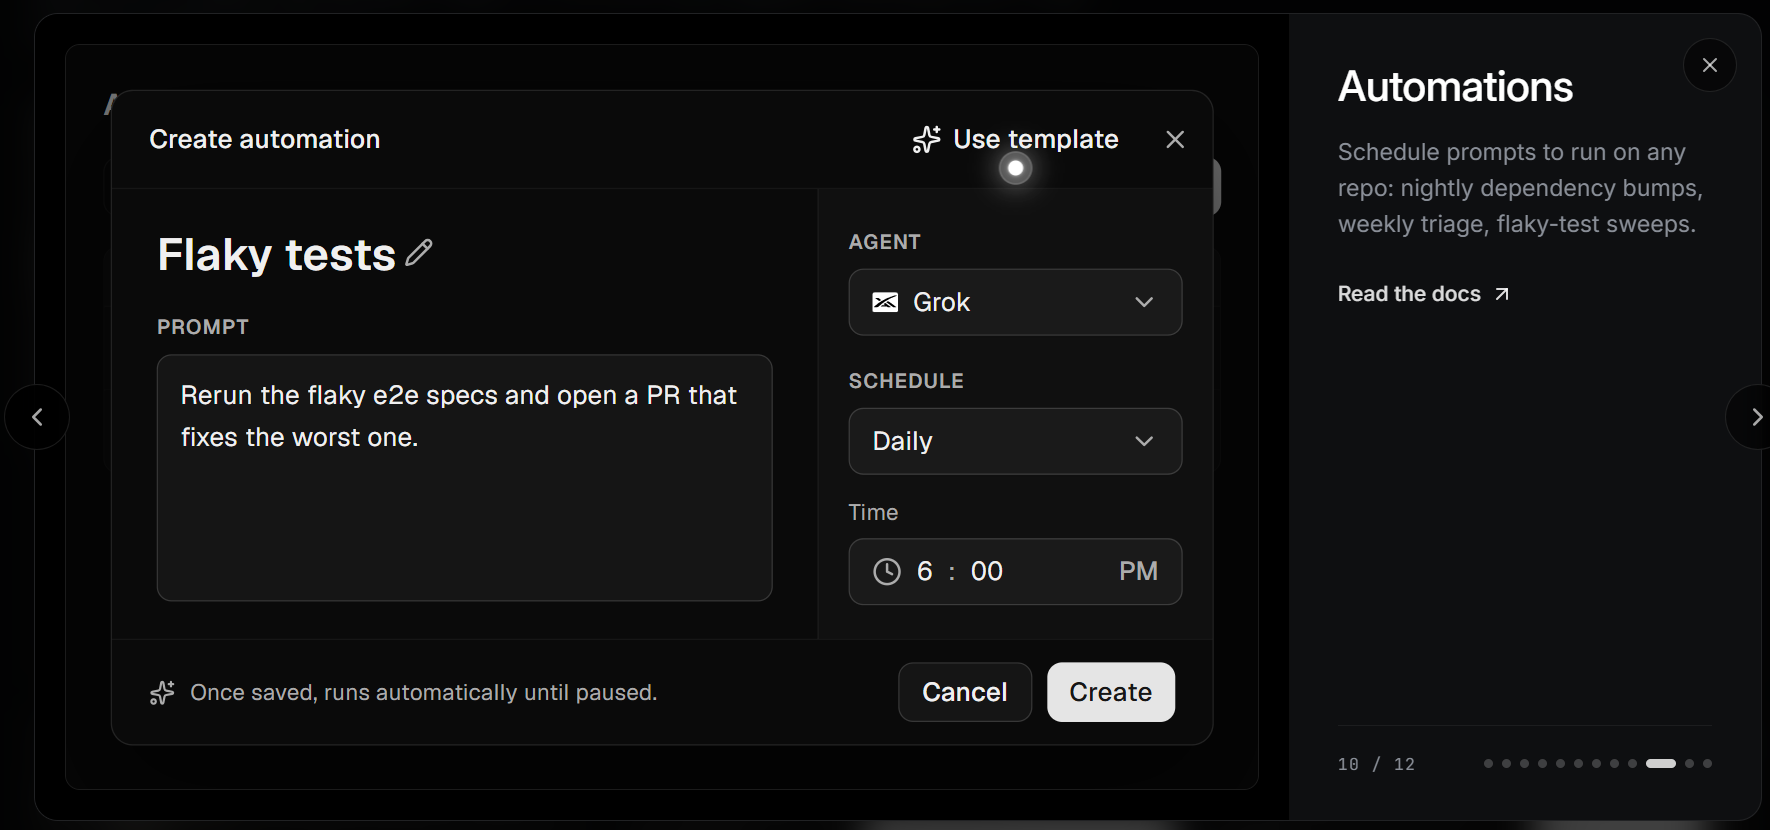 Create automation
Use template
Flaky tests
PROMPT
Rerun the flaky e2e specs and open a PR that
fixes the worst one.
AGENT
Grok
SCHEDULE
Daily
Time
6 : 00 PM
Once saved, runs automatically until paused.
Cancel
Create
Automations
Schedule prompts to run on any
repo: nightly dependency bumps,
weekly triage, flaky-test sweeps.
Read the docs
10 / 12